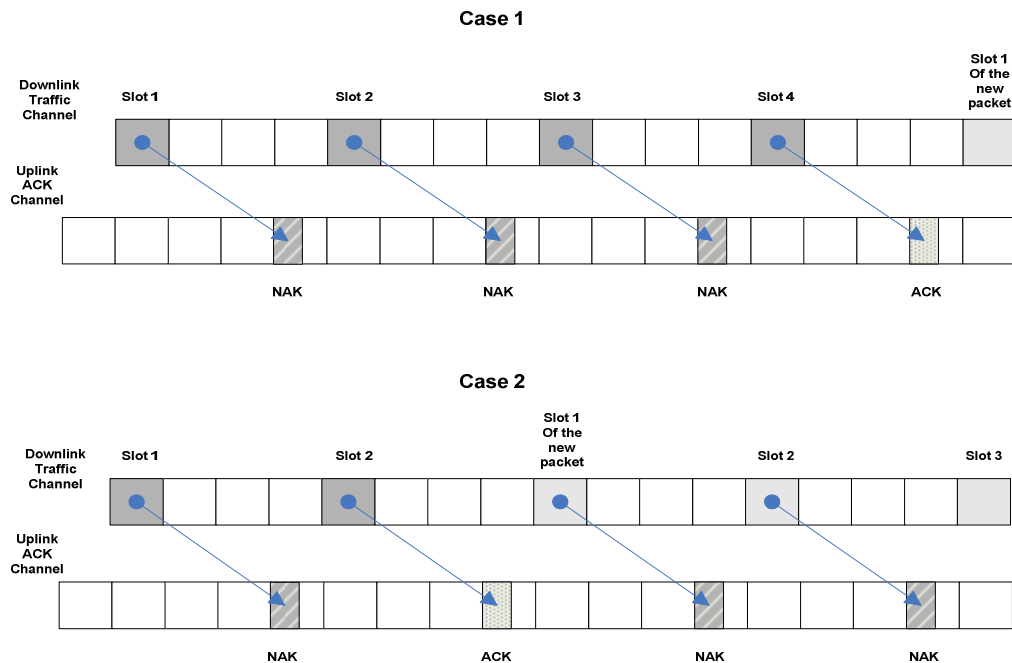 Case 1
Downlink
Traffic
Channel
Slot 1
Slot 2
Slot 3
Slot 4
Slot 1
Of the
new
packet
Uplink
ACK
Channel
NAK
NAK
NAK
ACK
Case 2
Downlink
Traffic
Channel
Slot 1
Slot 2
Slot 1
Of the
new
packet
Slot 2
Slot 3
Uplink
ACK
Channel
NAK
ACK
NAK
NAK